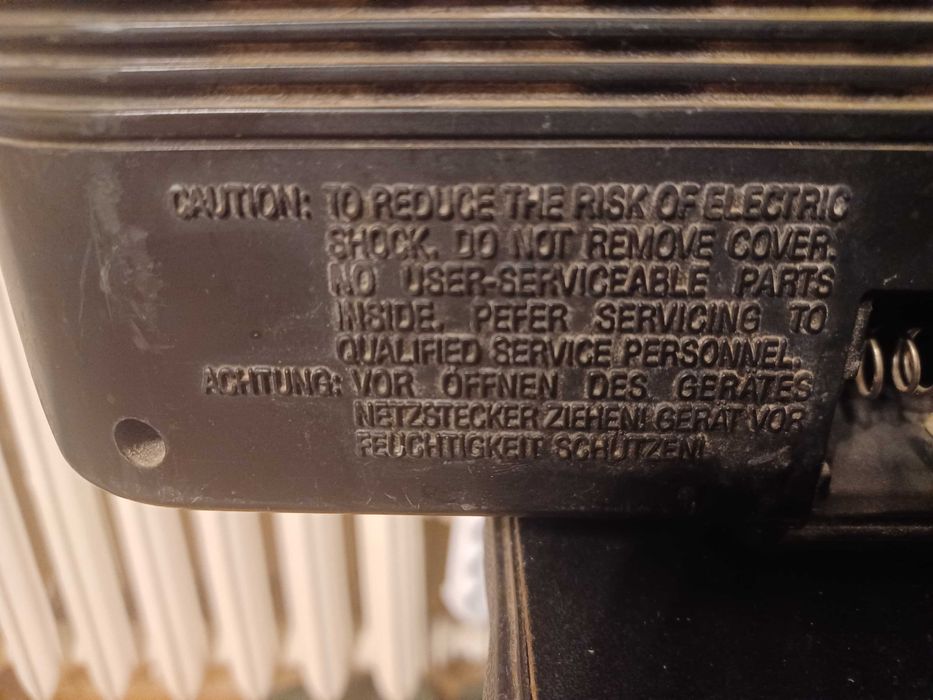 CAUTION: TO REDUCE THE RISK OF ELECTRIC
SHOCK. DO NOT REMOVE COVER.
NO USER-SERVICEABLE PARTS
INSIDE. PEFER SERVICING TO
QUALIFIED SERVICE PERSONNEL.
ACHTUNG: VOR ÖFFNEN DES GERATES
NETZSTECKER ZIEHEN! GERÄT VOR
FEUCHTIGKEIT SCHÜTZEN!